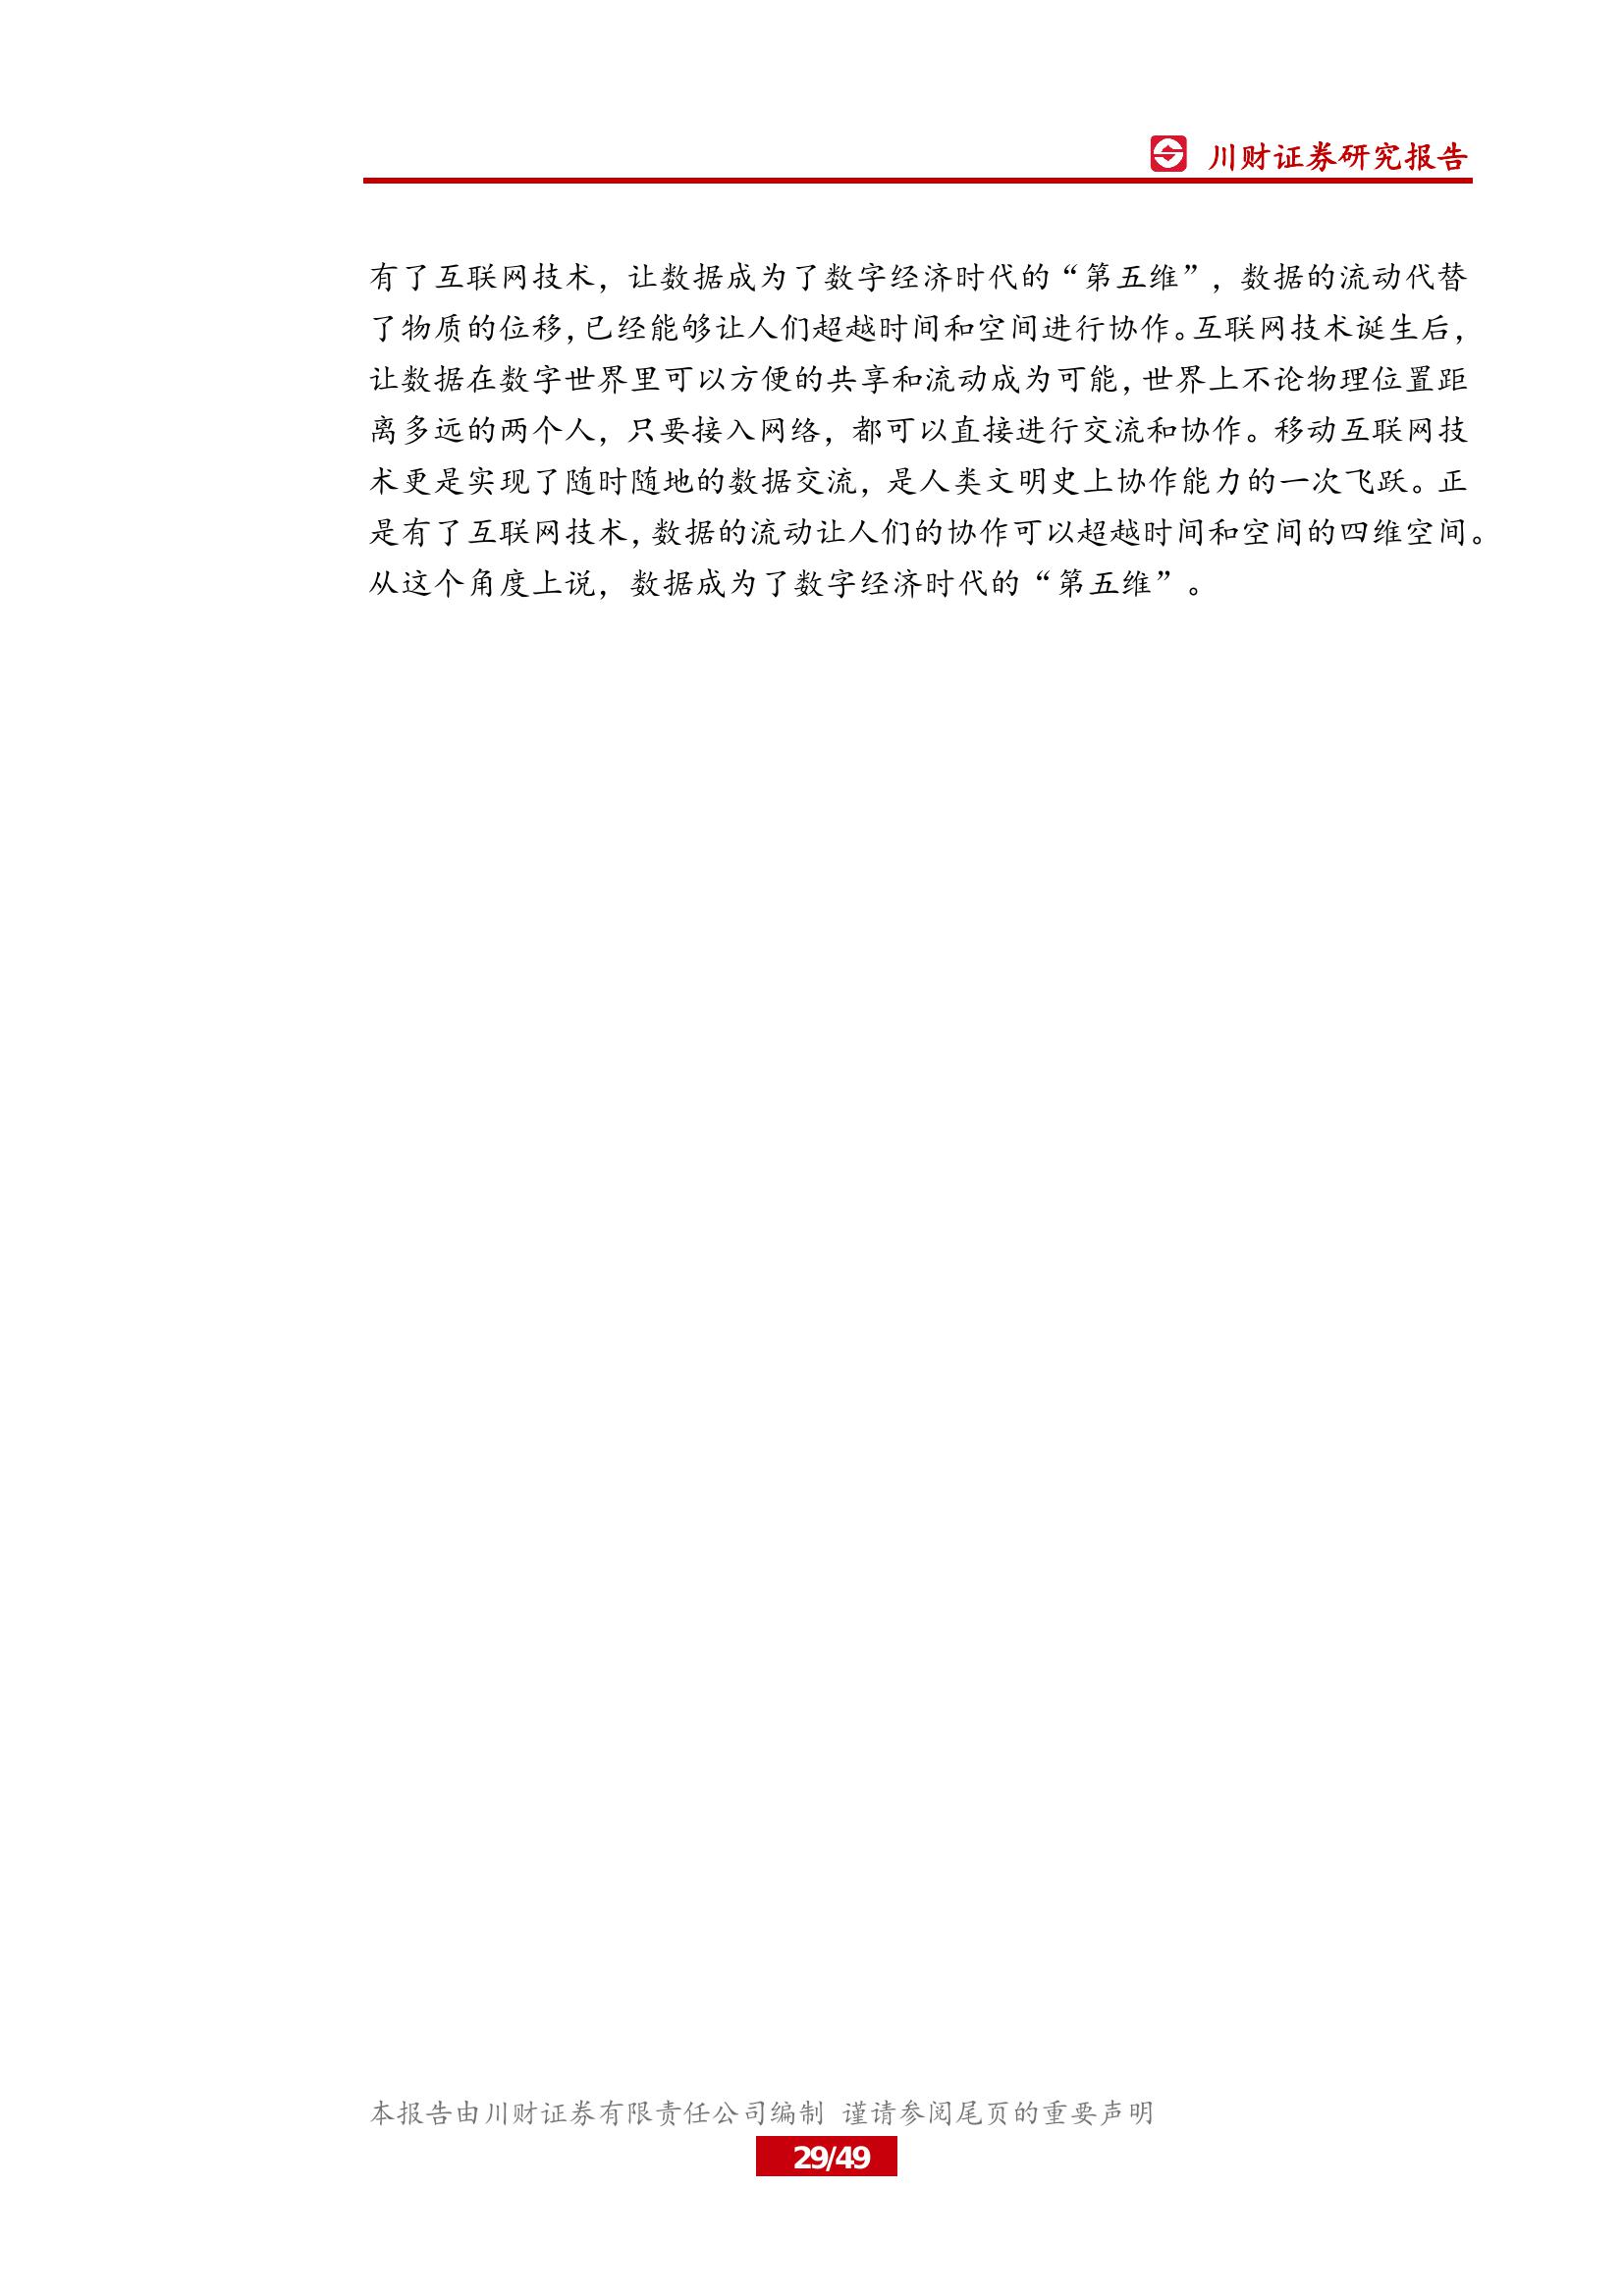 川财证券研究报告
有了互联网技术，让数据成为了数字经济时代的“第五维”，数据的流动代替
了物质的位移，已经能够让人们超越时间和空间进行协作。互联网技术诞生后，
让数据在数字世界里可以方便的共享和流动成为可能，世界上不论物理位置距
离多远的两个人，只要接入网络，都可以直接进行交流和协作。移动互联网技
术更是实现了随时随地的数据交流，是人类文明史上协作能力的一次飞跃。正
是有了互联网技术，数据的流动让人们的协作可以超越时间和空间的四维空间。
从这个角度上说，数据成为了数字经济时代的“第五维”。
本报告由川财证券有限责任公司编制 谨请参阅尾页的重要声明
29/49